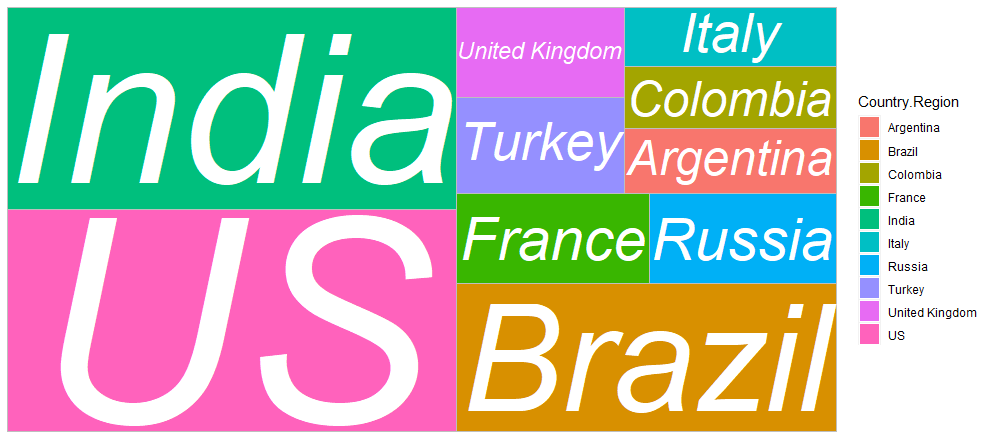 India
US
United Kingdom
Turkey
Italy
Colombia
Argentina
France
Russia
Brazil
Country.Region
Argentina
Brazil
Colombia
France
India
Italy
Russia
Turkey
United Kingdom
US